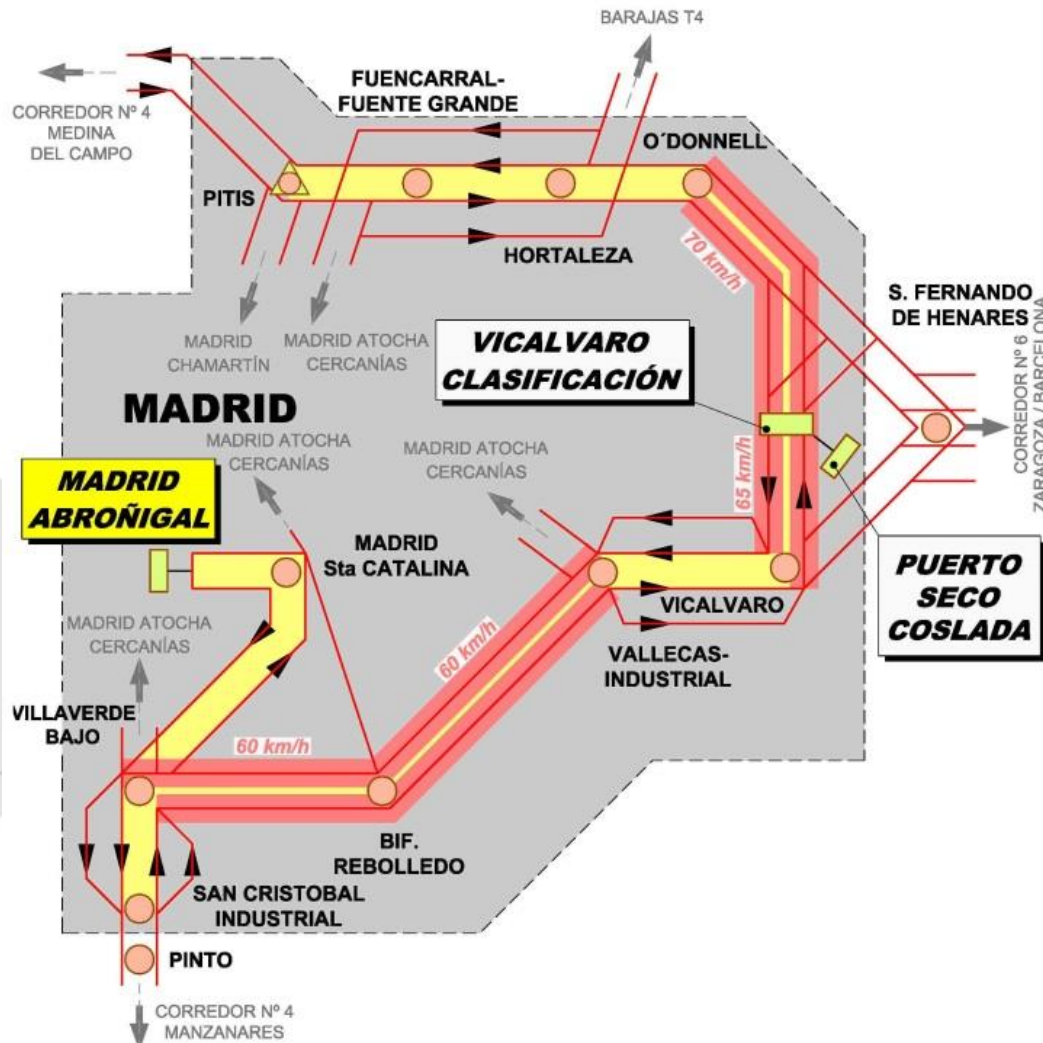 BARAJAS T4
FUENCARRAL-
FUENTE GRANDE
CORREDOR Nº 4
MEDINA
DEL CAMPO
O´DONNELL
PITIS
HORTALEZA
70 km/h
S. FERNANDO
DE HENARES
MADRID
CHAMARTÍN
MADRID ATOCHA
CERCANÍAS
VICALVARO
CLASIFICACIÓN
CORREDOR Nº 6
ZARAGOZA / BARCELONA
MADRID
MADRID ATOCHA
CERCANÍAS
MADRID ATOCHA
CERCANÍAS
65 km/h
MADRID
ABROÑIGAL
MADRID
Sta CATALINA
PUERTO
SECO
COSLADA
VICALVARO
MADRID ATOCHA
CERCANÍAS
60 km/h
VALLECAS-
INDUSTRIAL
VILLAVERDE
BAJO
60 km/h
BIF.
REBOLLEDO
SAN CRISTOBAL
INDUSTRIAL
PINTO
CORREDOR Nº 4
MANZANARES